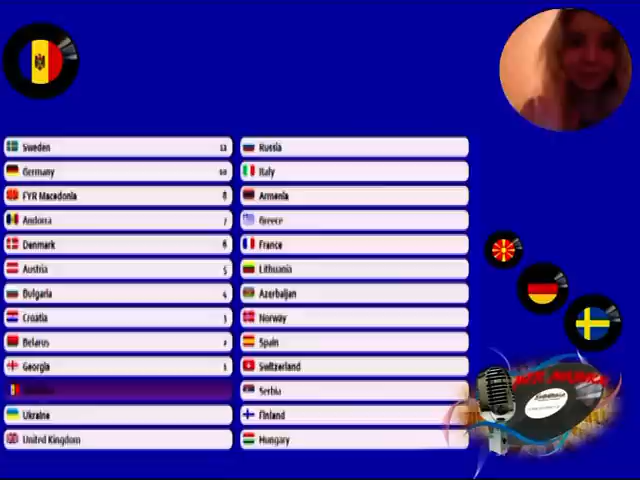 Sweden 12
Germany 10
FYR Macedonia 8
Andorra 7
Denmark 6
Austria 5
Bulgaria 4
Croatia 3
Belarus 2
Georgia 1
Ukraine
United Kingdom
Russia
Italy
Armenia
Greece
France
Lithuania
Azerbaijan
Norway
Spain
Switzerland
Serbia
Finland
Hungary